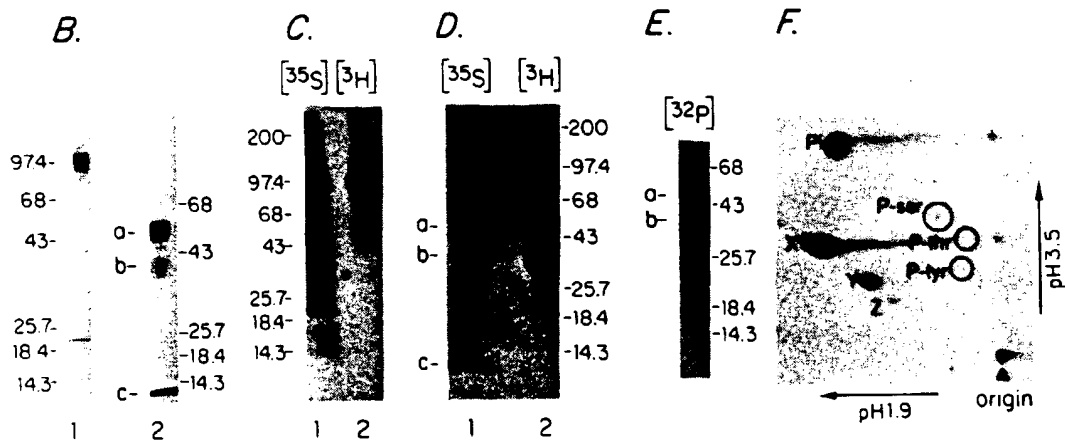 B.
974-
68-
43-
25.7-
18 4-
14.3-
a-
b-
c-
-68
-43
-25.7
-18.4
-14.3
1 2
C.
[35S] [3H]
200-
974-
68-
43-
25.7-
18.4-
14.3-
1 2
D.
[35S] [3H]
a-
b-
c-
-200
-97.4
-68
-43
-25.7
-18.4
-14.3
1 2
E.
[32P]
a-
b-
-68
-43
-25.7
-18.4
-14.3
F.
Pi
P-ser
P-thr
P-tyr
X
Y
Z
pH3.5
pH1.9
origin